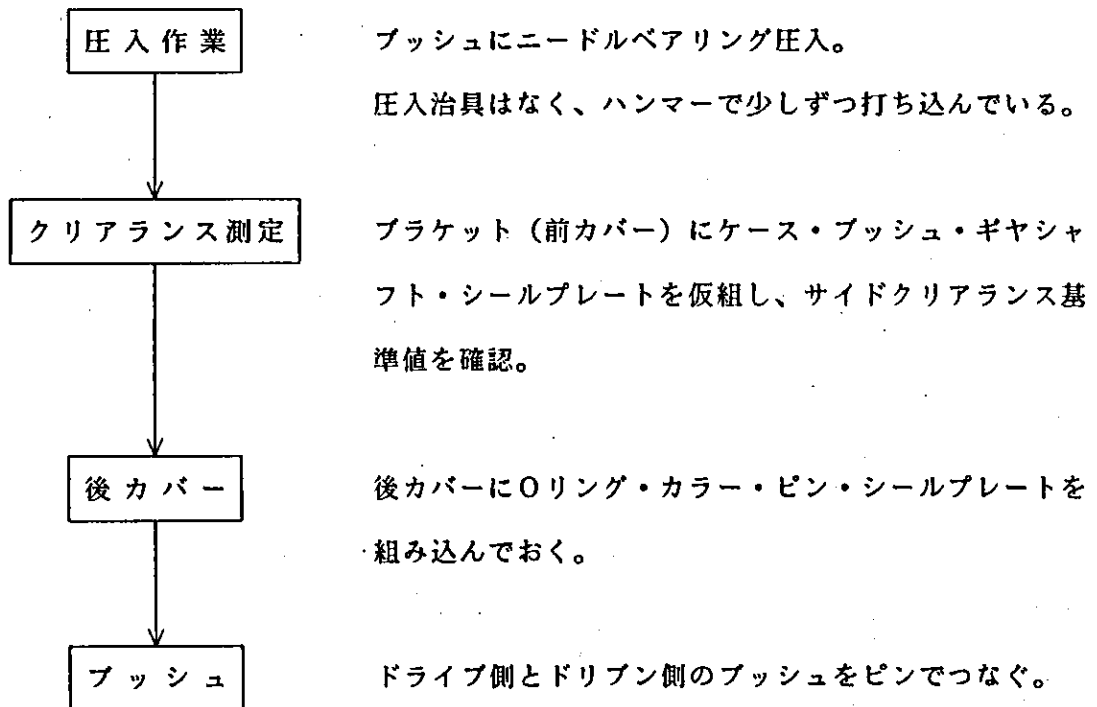 圧入作業
ブッシュにニードルベアリング圧入。
圧入治具はなく、ハンマーで少しずつ打ち込んでいる。
クリアランス測定
ブラケット(前カバー)にケース・ブッシュ・ギヤシャ
フト・シールプレートを仮組し、サイドクリアランス基
準値を確認。
後カバー
後カバーにOリング・カラー・ピン・シールプレートを
組み込んでおく。
ブッシュ
ドライブ側とドリブン側のブッシュをピンでつなぐ。